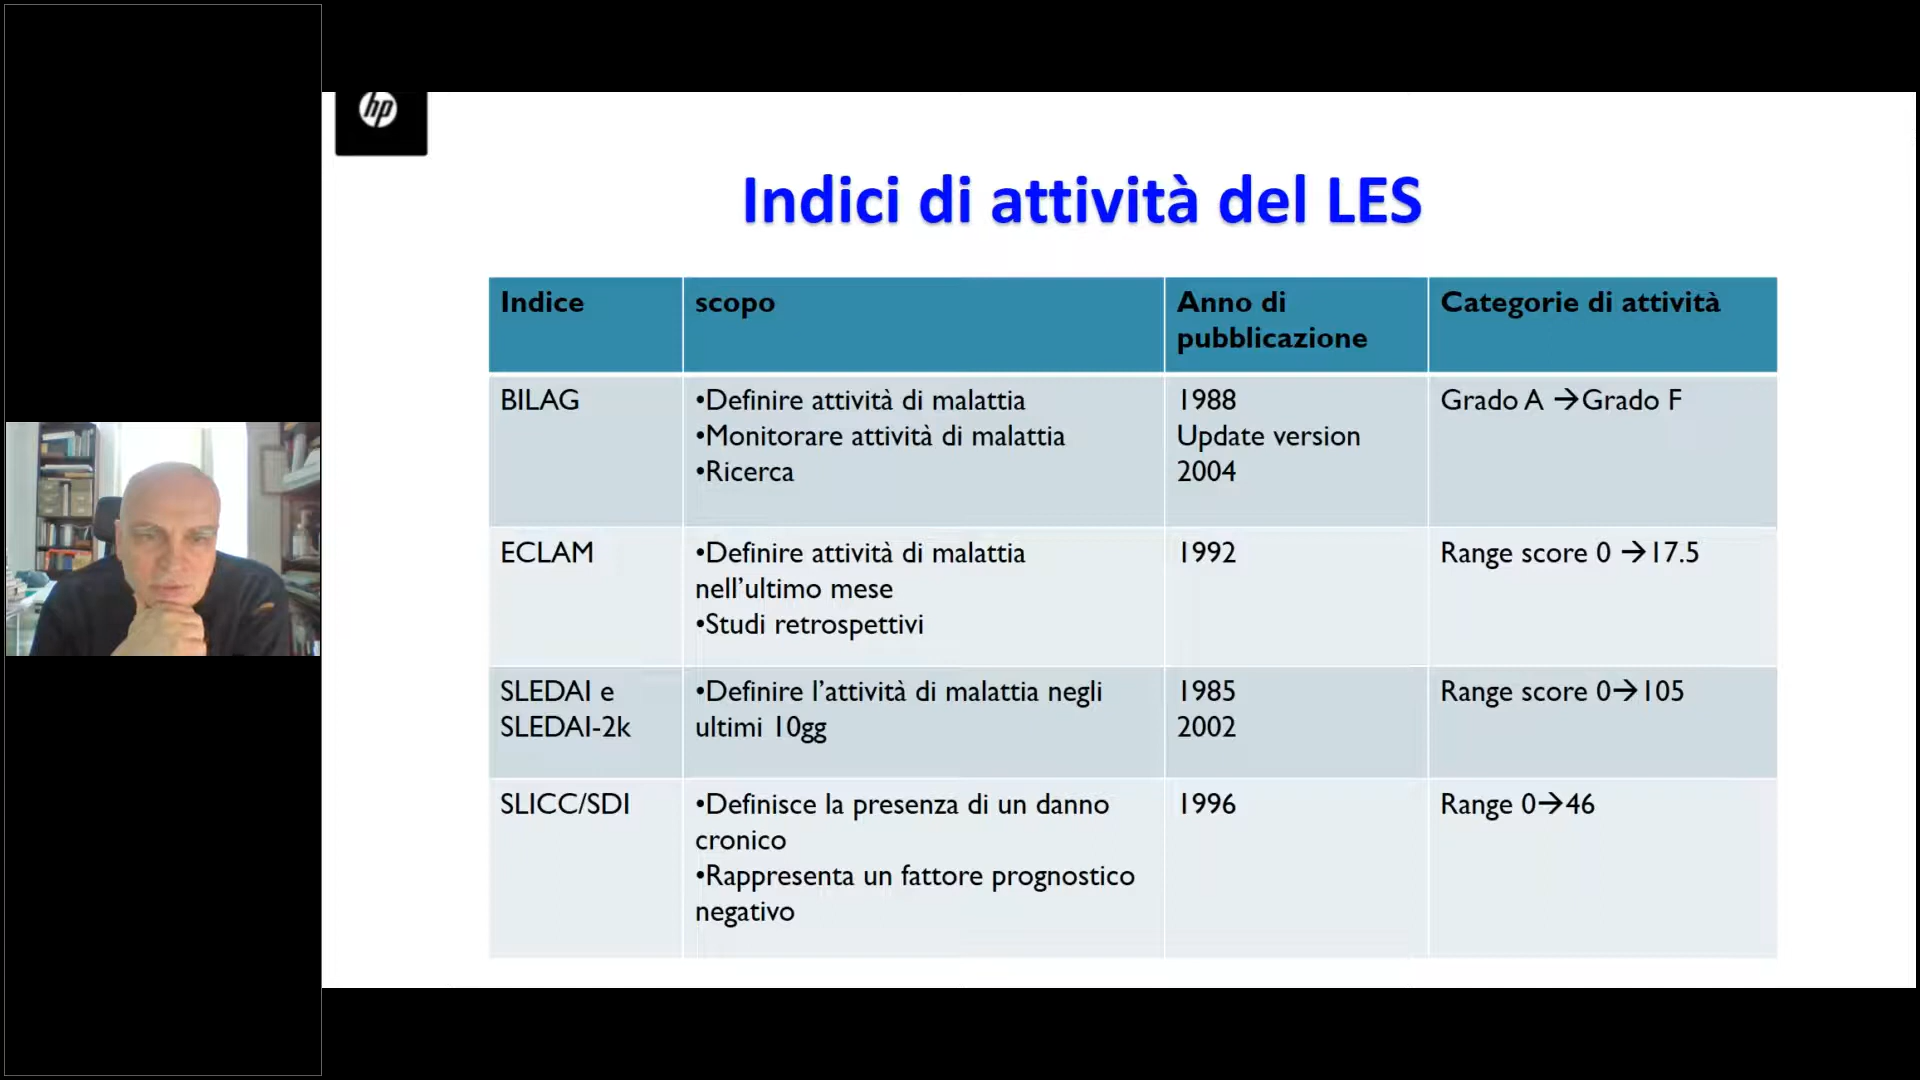 hp
Indici di attività del LES
Indice
scopo
Anno di
pubblicazione
Categorie di attività
BILAG
•Definire attività di malattia
•Monitorare attività di malattia
•Ricerca
1988
Update version
2004
Grado A →Grado F
ECLAM
•Definire attività di malattia
nell’ultimo mese
•Studi retrospettivi
1992
Range score 0 →17.5
SLEDAI e
SLEDAI-2k
•Definire l’attività di malattia negli
ultimi 10gg
1985
2002
Range score 0→105
SLICC/SDI
•Definisce la presenza di un danno
cronico
•Rappresenta un fattore prognostico
negativo
1996
Range 0→46